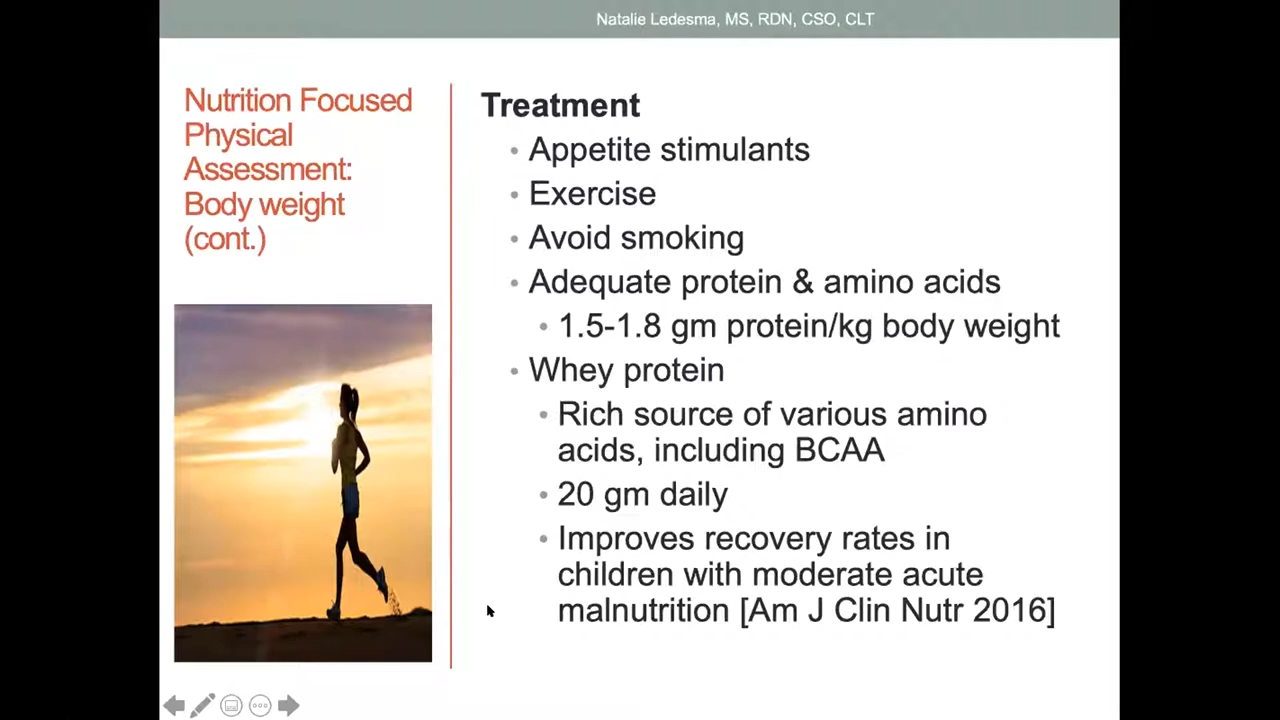 Natalie Ledesma, MS, RDN, CSO, CLT
Nutrition Focused
Physical
Assessment:
Body weight
(cont.)
Treatment
• Appetite stimulants
• Exercise
• Avoid smoking
• Adequate protein & amino acids
• 1.5-1.8 gm protein/kg body weight
• Whey protein
• Rich source of various amino
acids, including BCAA
• 20 gm daily
• Improves recovery rates in
children with moderate acute
malnutrition [Am J Clin Nutr 2016]